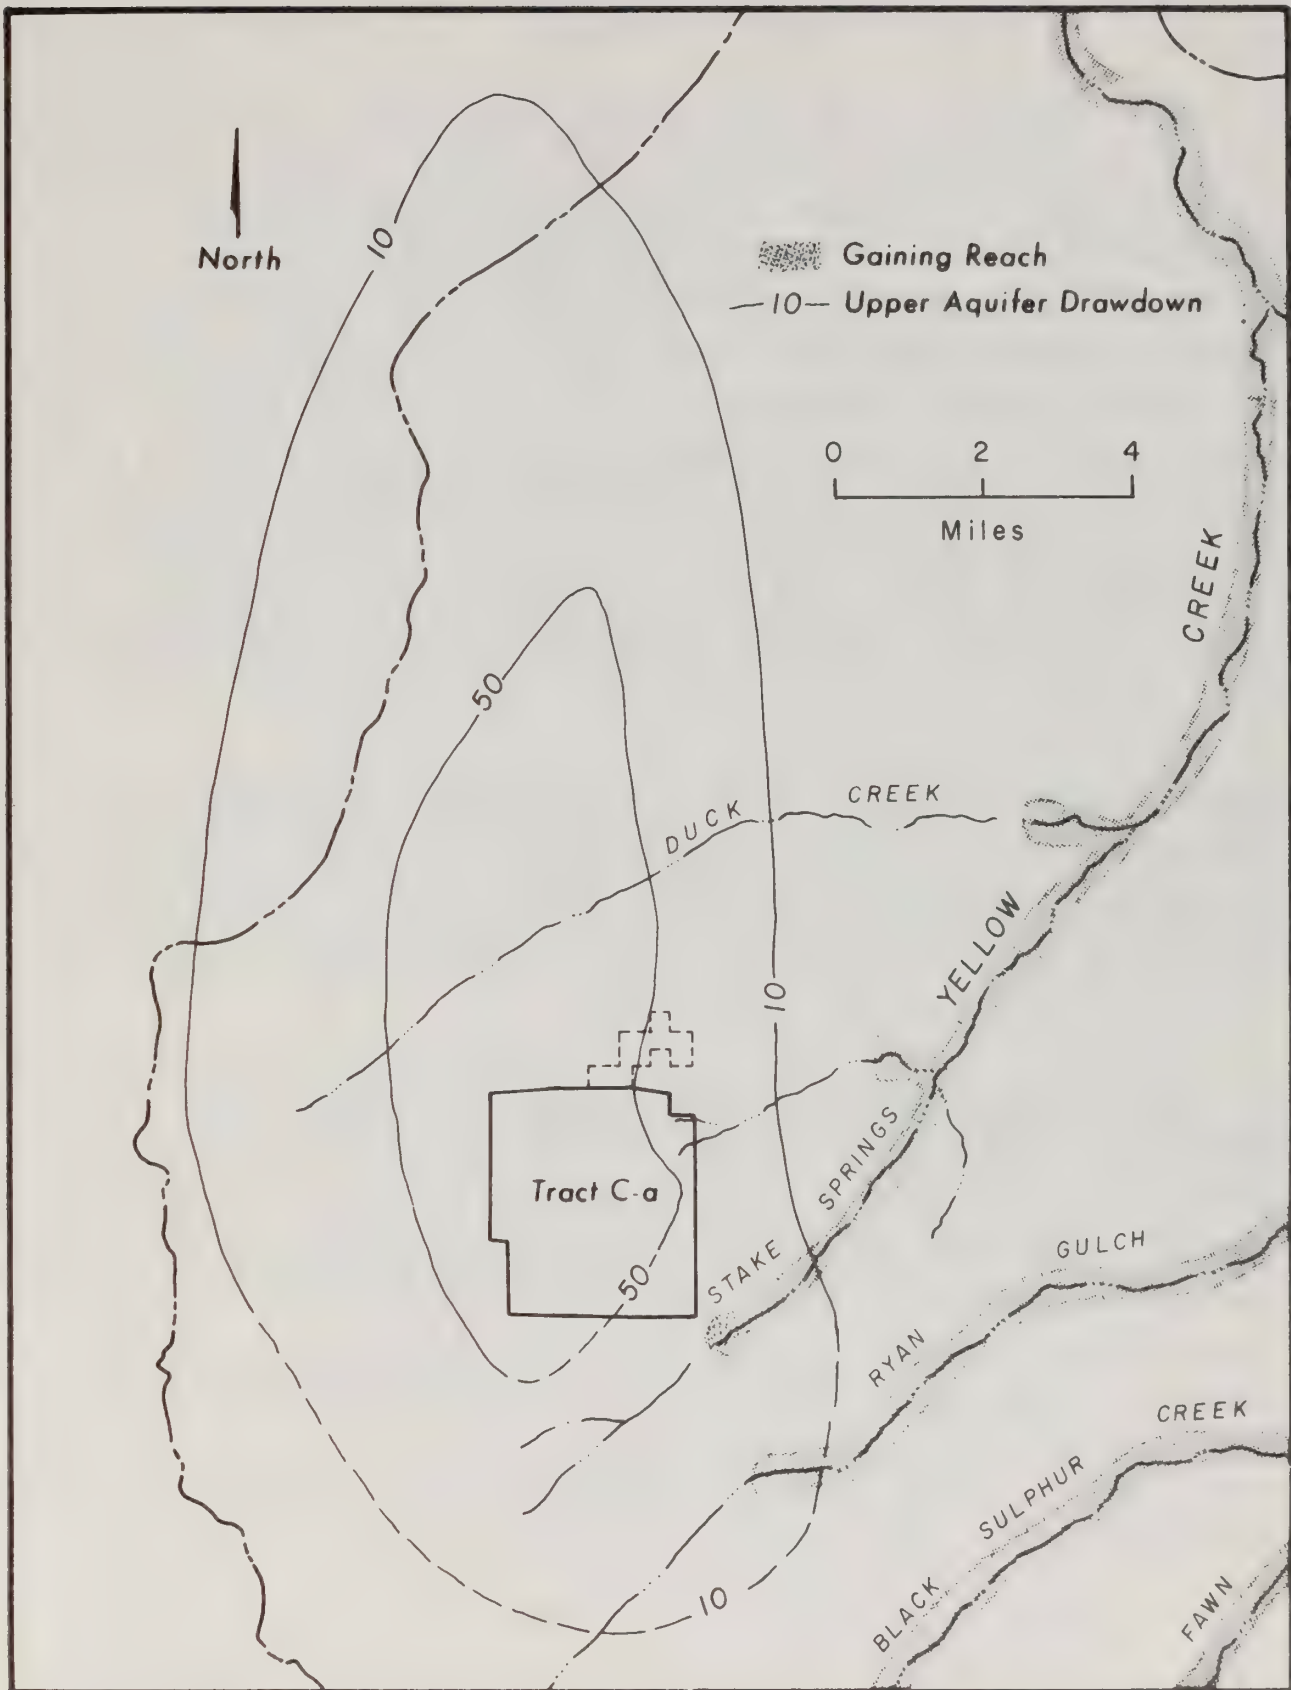 10
North
Gaining Reach
—10— Upper Aquifer Drawdown
0 2 4
Miles
CREEK
50
DUCK CREEK
YELLOW
10
Tract C-a
STAKE SPRINGS
50
GULCH
RYAN
CREEK
SULPHUR
BLACK
10
FAWN